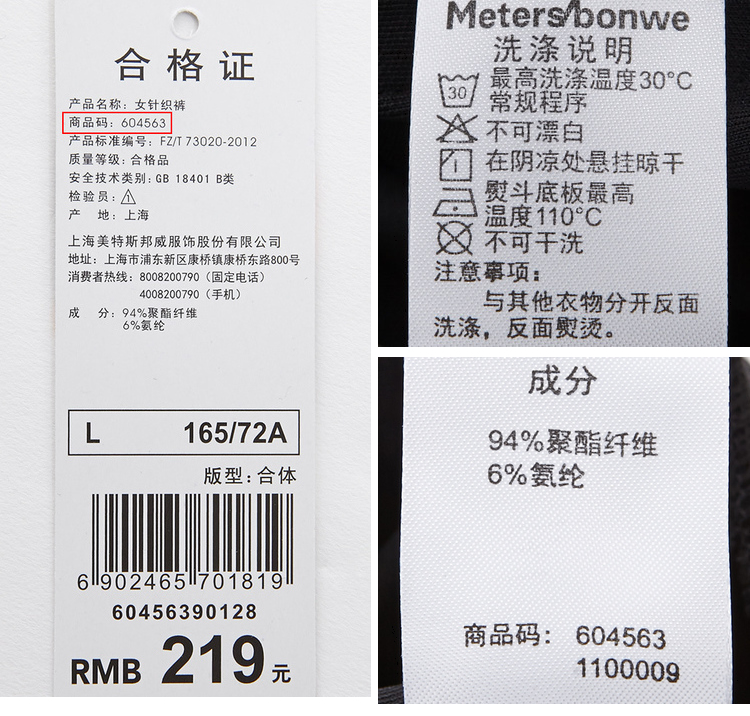 合格证
产品名称: 女针织裤
商品码: 604563
产品标准编号: FZ/T 73020-2012
质量等级: 合格品
安全技术类别: GB 18401 B类
检验员: 1
产 地: 上海
上海美特斯邦威服饰股份有限公司
地址: 上海市浦东新区康桥镇康桥东路800号
消费者热线: 8008200790 (固定电话)
4008200790 (手机)
成 分: 94%聚酯纤维
6%氨纶
L 165/72A
版型: 合体
6 902465 701819
60456390128
RMB 219元
Meters/bonwe
洗涤说明
30 最高洗涤温度30°C
常规程序
不可漂白
在阴凉处悬挂晾干
熨斗底板最高
温度110°C
不可干洗
注意事项:
与其他衣物分开反面
洗涤,反面熨烫。
成分
94%聚酯纤维
6%氨纶
商品码: 604563
1100009